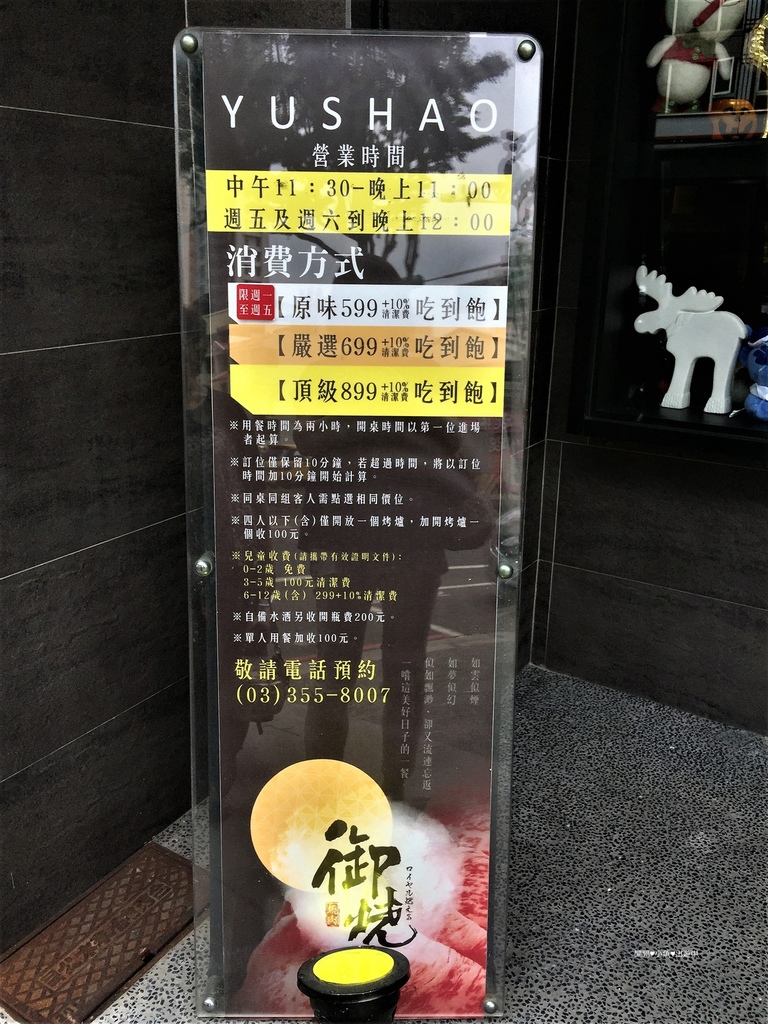 YUSHAO
營業時間
中午11：30-晚上11：00
週五及週六到晚上12：00
消費方式
限週一至週五【原味599+10%清潔費吃到飽】
【嚴選699+10%清潔費吃到飽】
【頂級899+10%清潔費吃到飽】
※用餐時間為兩小時，開桌時間以第一位進場
者起算。
※訂位僅保留10分鐘，若超過時間，將以訂位
時間加10分鐘開始計算。
※同桌同組客人需點選相同價位。
※四人以下(含)僅開放一個烤爐，加開烤爐一
個收100元。
※兒童收費(請攜帶有效證明文件)：
0-2歲 免費
3-5歲 100元清潔費
6-12歲(含) 299+10%清潔費
※自備水酒另收開瓶費200元。
※單人用餐加收100元。
敬請電話預約
(03)355-8007
如雲似煙
如夢似幻
似如飄渺，卻又流連忘返
一嚐這美好日子的一餐
御燒